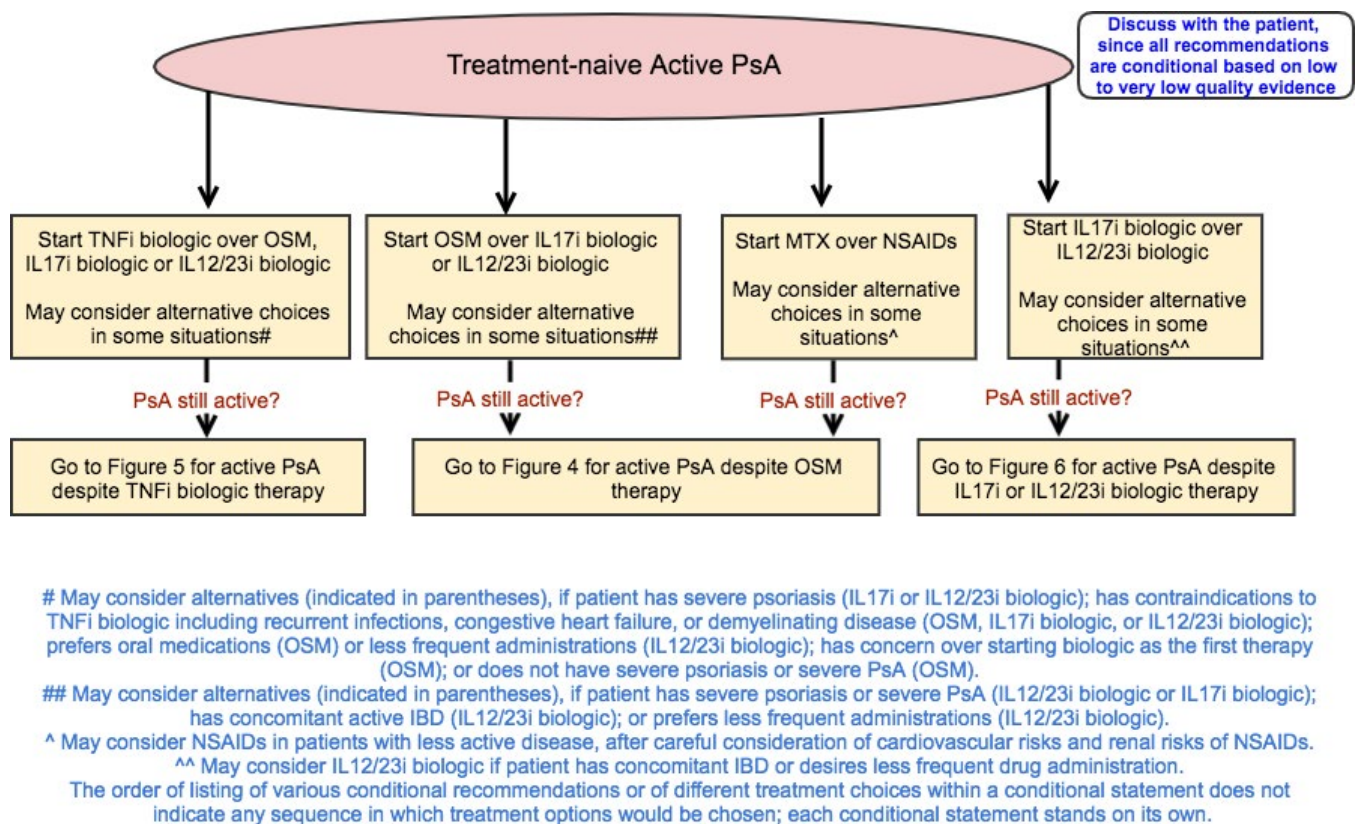 Treatment-naive Active PsA
Discuss with the patient,
since all recommendations
are conditional based on low
to very low quality evidence
Start TNFi biologic over OSM,
IL17i biologic or IL12/23i biologic
May consider alternative choices
in some situations#
Start OSM over IL17i biologic
or IL12/23i biologic
May consider alternative
choices in some situations##
Start MTX over NSAIDs
May consider alternative
choices in some
situations^
Start IL17i biologic over
IL12/23i biologic
May consider alternative
choices in some
situations^^
PsA still active?
PsA still active?
PsA still active?
PsA still active?
Go to Figure 5 for active PsA
despite TNFi biologic therapy
Go to Figure 4 for active PsA despite OSM
therapy
Go to Figure 6 for active PsA despite
IL17i or IL12/23i biologic therapy
# May consider alternatives (indicated in parentheses), if patient has severe psoriasis (IL17i or IL12/23i biologic); has contraindications to
TNFi biologic including recurrent infections, congestive heart failure, or demyelinating disease (OSM, IL17i biologic, or IL12/23i biologic);
prefers oral medications (OSM) or less frequent administrations (IL12/23i biologic); has concern over starting biologic as the first therapy
(OSM); or does not have severe psoriasis or severe PsA (OSM).
## May consider alternatives (indicated in parentheses), if patient has severe psoriasis or severe PsA (IL12/23i biologic or IL17i biologic);
has concomitant active IBD (IL12/23i biologic); or prefers less frequent administrations (IL12/23i biologic).
^ May consider NSAIDs in patients with less active disease, after careful consideration of cardiovascular risks and renal risks of NSAIDs.
^^ May consider IL12/23i biologic if patient has concomitant IBD or desires less frequent drug administration.
The order of listing of various conditional recommendations or of different treatment choices within a conditional statement does not
indicate any sequence in which treatment options would be chosen; each conditional statement stands on its own.